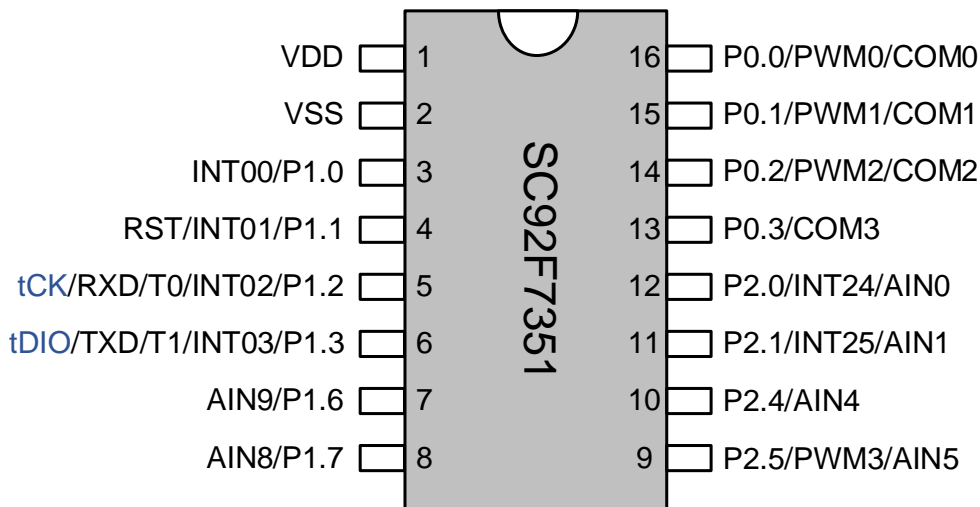 VDD 1 16 P0.0/PWM0/COM0
VSS 2 15 P0.1/PWM1/COM1
INT00/P1.0 3 14 P0.2/PWM2/COM2
RST/INT01/P1.1 4 13 P0.3/COM3
tCK/RXD/T0/INT02/P1.2 5 12 P2.0/INT24/AIN0
tDIO/TXD/T1/INT03/P1.3 6 11 P2.1/INT25/AIN1
AIN9/P1.6 7 10 P2.4/AIN4
AIN8/P1.7 8 9 P2.5/PWM3/AIN5
SC92F7351